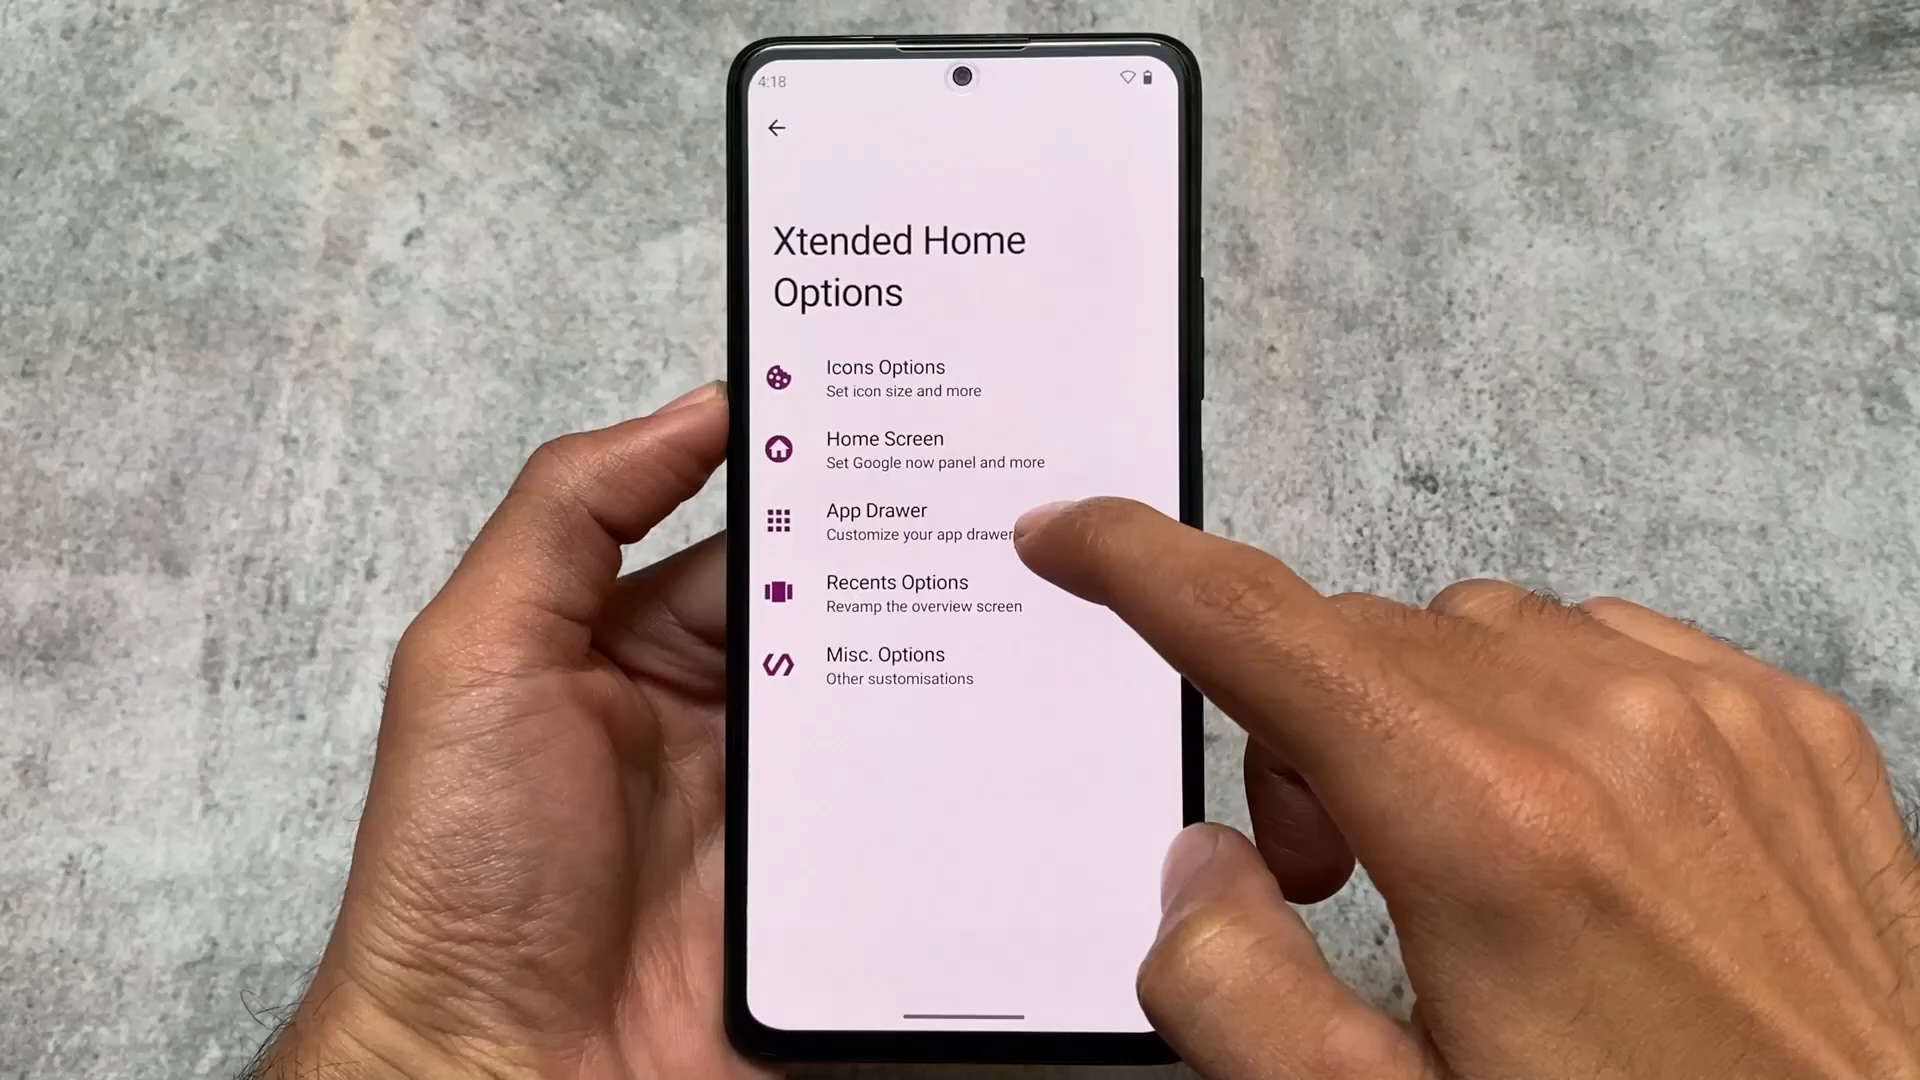 4:18
Xtended Home
Options
Icons Options
Set icon size and more
Home Screen
Set Google now panel and more
App Drawer
Customize your app drawer
Recents Options
Revamp the overview screen
Misc. Options
Other sustomisations